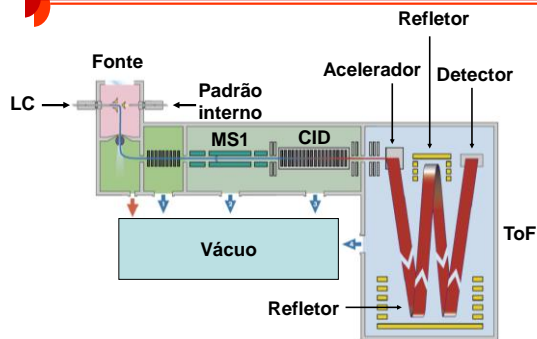 Refletor
Fonte
Acelerador
Detector
LC
Padrão
interno
MS1
CID
ToF
Vácuo
Refletor